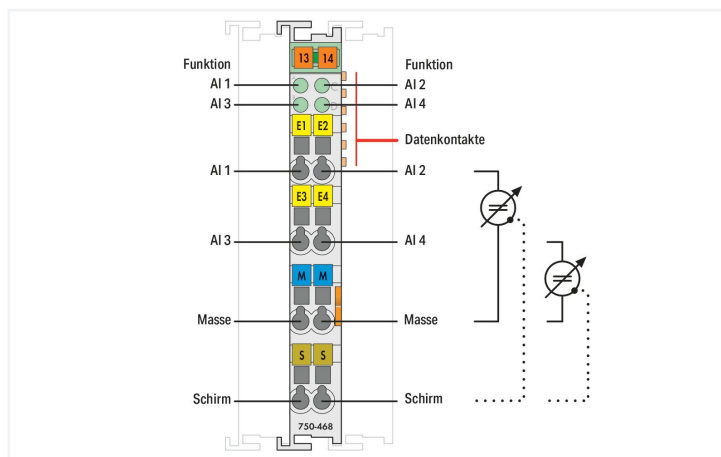 13 14
Funktion Funktion
AI 1 C AI 2
AI 3 D AI 4
E1 E2
Datenkontakte
AI 1 AI 2
E3 E4
AI 3 AI 4
M M
Masse Masse
S S
Schirm Schirm
750-468